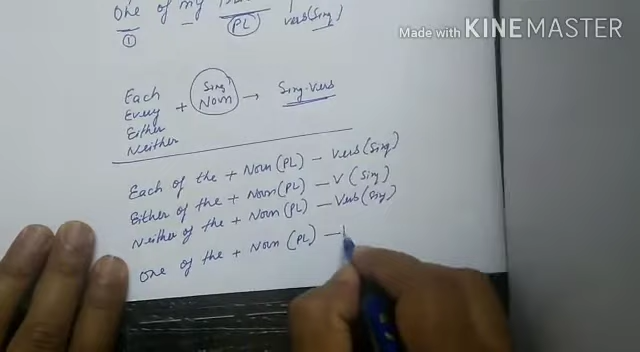 One of my
① PL verb (Sing)
Made with KINEMASTER
Each
Every
Either
Neither
+ Sing Noun → Sing. Verb
Each of the + Noun (PL) - Verb (Sing)
Either of the + Noun (PL) - V (Sing)
Neither of the + Noun (PL) - Verb (Sing)
One of the + Noun (PL) -